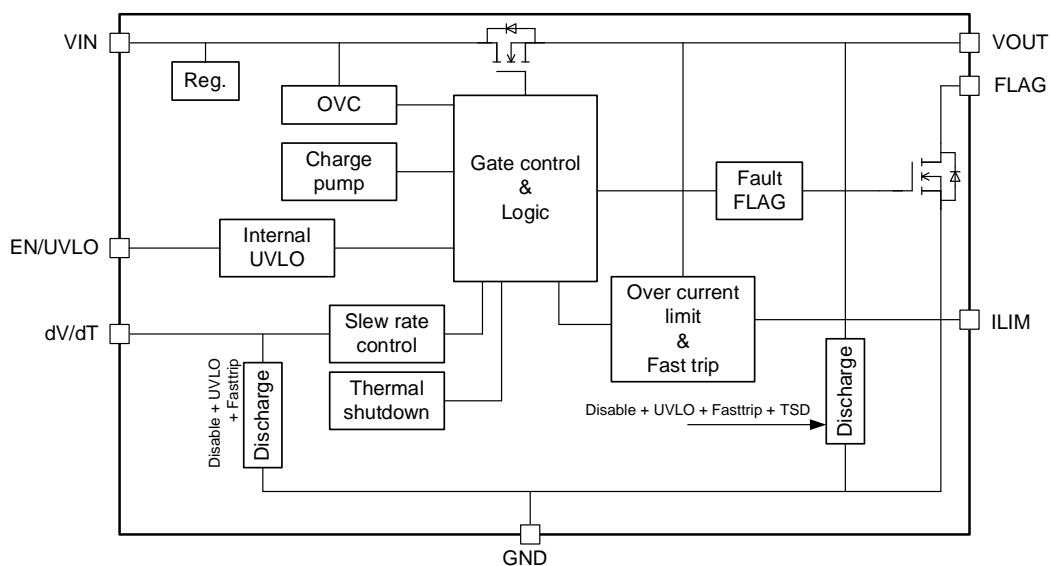 VIN
VOUT
Reg.
FLAG
OVC
Charge
pump
Gate control
&
Logic
Fault
FLAG
EN/UVLO
Internal
UVLO
dV/dT
Slew rate
control
Over current
limit
&
Fast trip
ILIM
Disable + UVLO
+ Fasttrip
Discharge
Thermal
shutdown
Disable + UVLO + Fasttrip + TSD
Discharge
GND